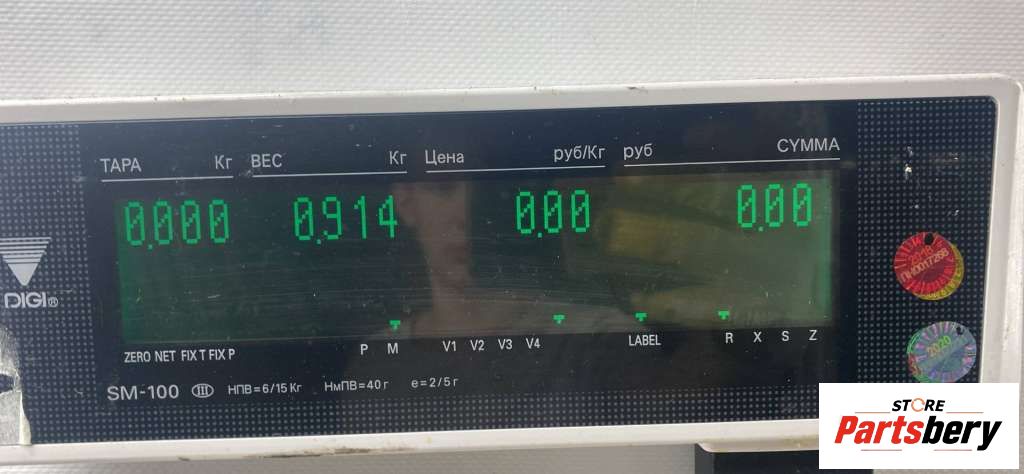 ТАРА Кг ВЕС Кг Цена руб/Кг руб СУММА
0.000 0.914 0.00 0.00
DIGI®
ZERO NET FIX T FIX P P M V1 V2 V3 V4 LABEL R X S Z
SM-100 III НПВ=6/15 Кг НмПВ=40 г е=2/5 г
2020
STORE
Partsbery